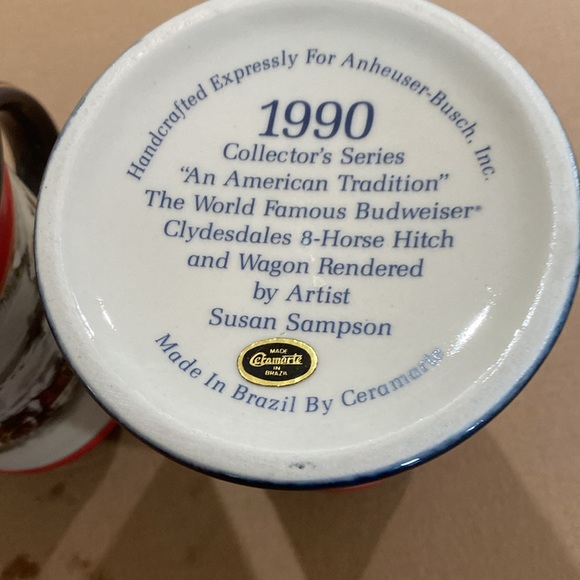 Handcrafted Expressly For Anheuser-Busch, Inc.
1990
Collector's Series
"An American Tradition"
The World Famous Budweiser®
Clydesdales 8-Horse Hitch
and Wagon Rendered
by Artist
Susan Sampson
MADE
Ceramarte
IN
BRAZIL
Made In Brazil By Ceramarte®